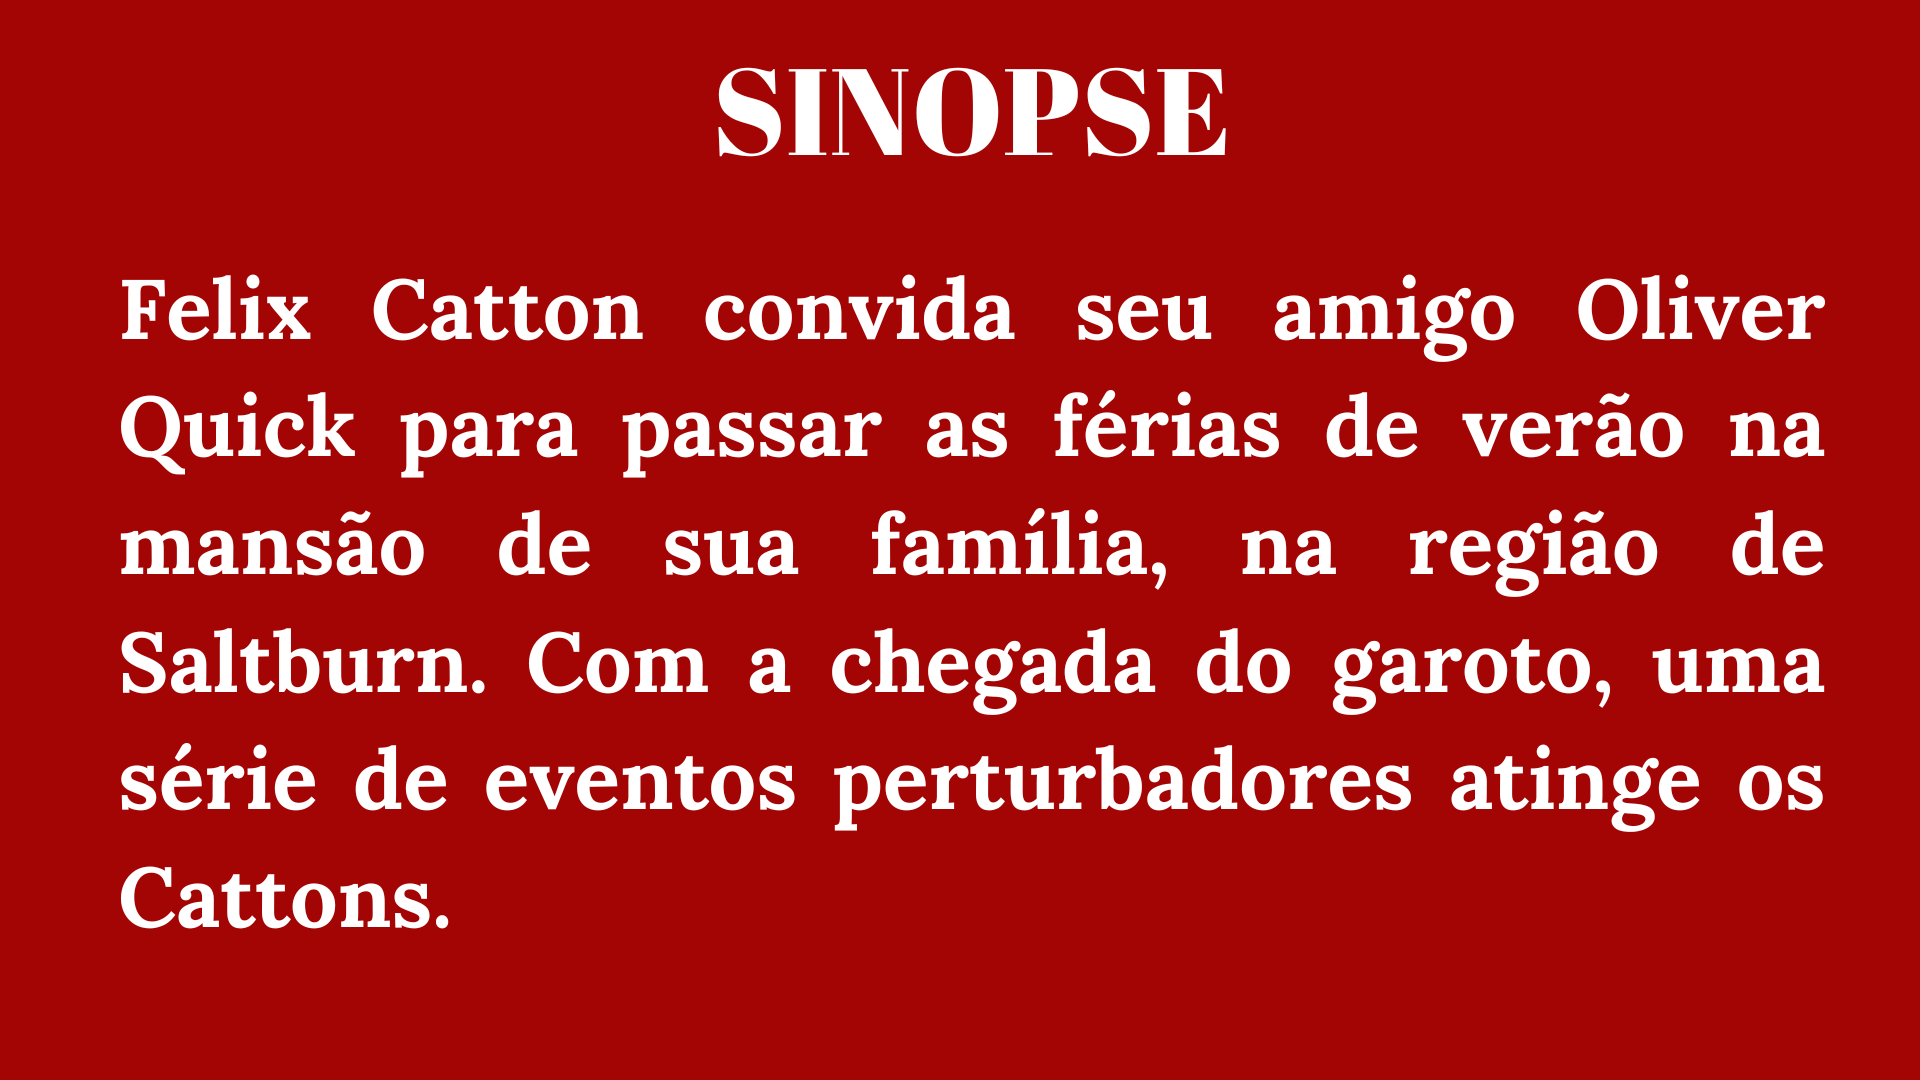 SINOPSE
Felix Catton convida seu amigo Oliver
Quick para passar as férias de verão na
mansão de sua família, na região de
Saltburn. Com a chegada do garoto, uma
série de eventos perturbadores atinge os
Cattons.